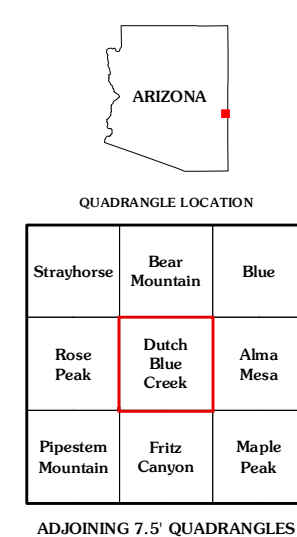 ARIZONA
QUADRANGLE LOCATION
Strayhorse
Bear
Mountain
Blue
Rose
Peak
Dutch
Blue
Creek
Alma
Mesa
Pipestem
Mountain
Fritz
Canyon
Maple
Peak
ADJOINING 7.5' QUADRANGLES